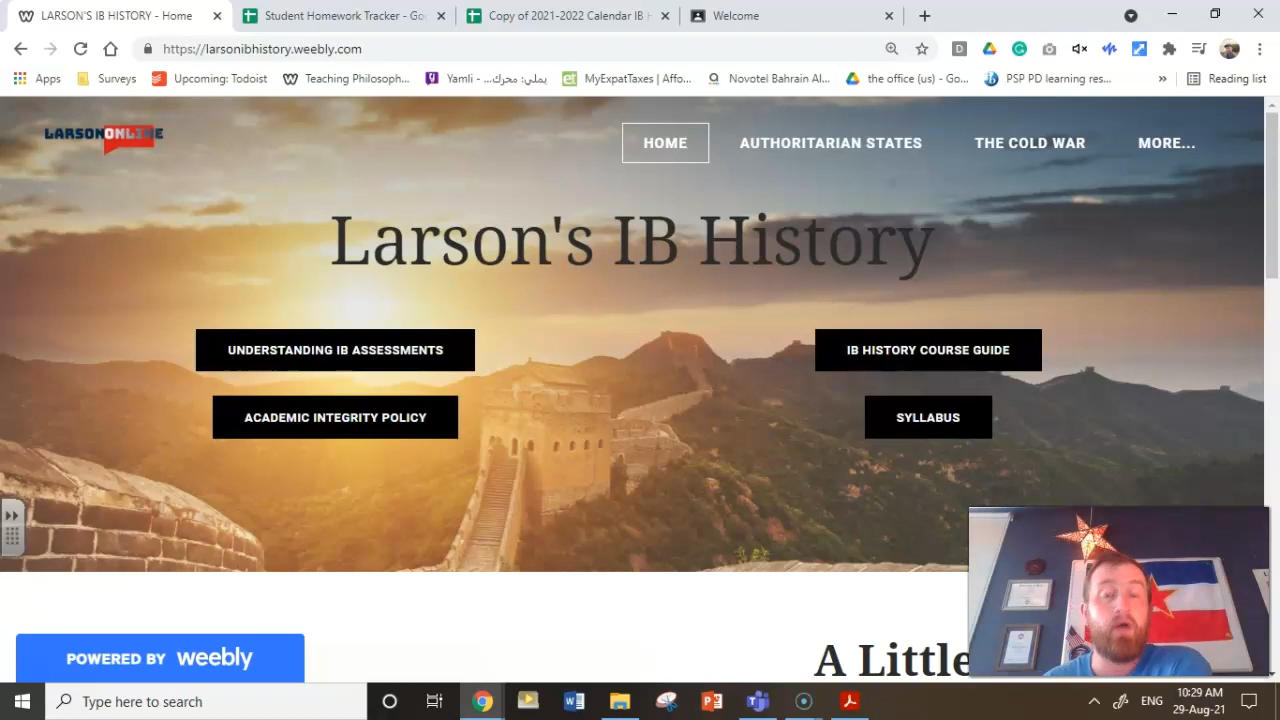 LARSON'S IB HISTORY - Home
Student Homework Tracker - Go
Copy of 2021-2022 Calendar IB
Welcome
https://larsonibhistory.weebly.com
Apps
Surveys
Upcoming: Todoist
Teaching Philosoph...
Yamli - يملي: محرك...
MyExpatTaxes | Affo...
Novotel Bahrain Al...
the office (us) - Go...
PSP PD learning res...
Reading list
LARSONONLINE
HOME
AUTHORITARIAN STATES
THE COLD WAR
MORE...
Larson's IB History
UNDERSTANDING IB ASSESSMENTS
IB HISTORY COURSE GUIDE
ACADEMIC INTEGRITY POLICY
SYLLABUS
POWERED BY weebly
A Little
Type here to search
ENG
10:29 AM
29-Aug-21